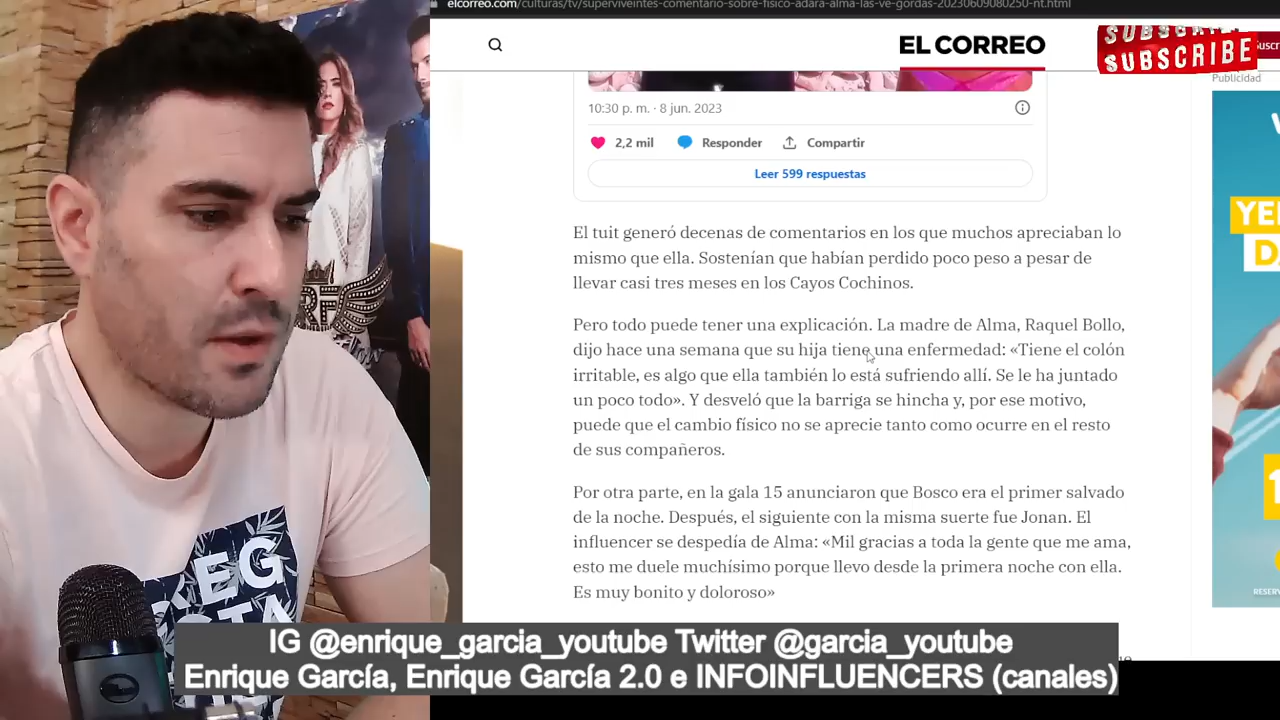 elcorreo.com/culturas/tv/superviveintes-comentario-sobre-fisico-adara-alma-las-ve-gordas-20230609080250-nt.html
EL CORREO
SUBSCRIBE
SUBSCRIBE
Publicidad
10:30 p. m. · 8 jun. 2023
2,2 mil Responder Compartir
Leer 599 respuestas
El tuit generó decenas de comentarios en los que muchos apreciaban lo
mismo que ella. Sostenían que habían perdido poco peso a pesar de
llevar casi tres meses en los Cayos Cochinos.
Pero todo puede tener una explicación. La madre de Alma, Raquel Bollo,
dijo hace una semana que su hija tiene una enfermedad: «Tiene el colón
irritable, es algo que ella también lo está sufriendo allí. Se le ha juntado
un poco todo». Y desveló que la barriga se hincha y, por ese motivo,
puede que el cambio físico no se aprecie tanto como ocurre en el resto
de sus compañeros.
Por otra parte, en la gala 15 anunciaron que Bosco era el primer salvado
de la noche. Después, el siguiente con la misma suerte fue Jonan. El
influencer se despedía de Alma: «Mil gracias a toda la gente que me ama,
esto me duele muchísimo porque llevo desde la primera noche con ella.
Es muy bonito y doloroso»
IG @enrique_garcia_youtube Twitter @garcia_youtube
Enrique García, Enrique García 2.0 e INFOINFLUENCERS (canales)